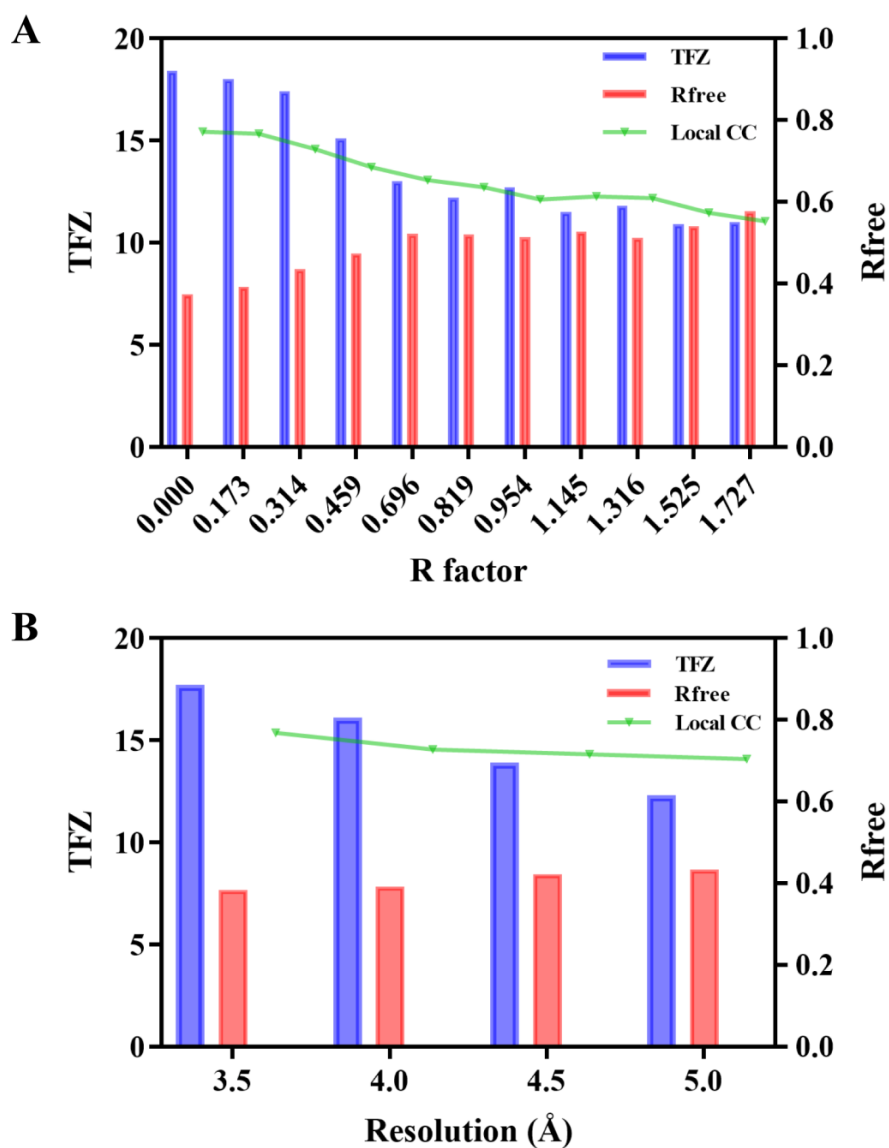 A
20
15
10
5
0
TFZ
TFZ
Rfree
Local CC
1.0
0.8
0.6
0.4
0.2
0.0
Rfree
0.000 0.173 0.314 0.459 0.696 0.819 0.954 1.145 1.316 1.525 1.727
R factor
B
20
15
10
5
0
TFZ
TFZ
Rfree
Local CC
1.0
0.8
0.6
0.4
0.2
0.0
Rfree
3.5 4.0 4.5 5.0
Resolution (Å)